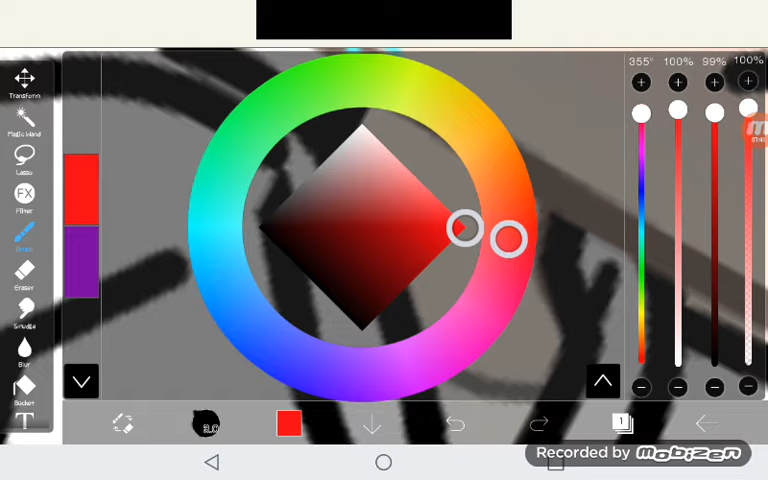 355° 100% 99% 100%
Transform
Magic Wand
Lasso
FX
Filter
Brush
Eraser
Smudge
Blur
Bucket
T
3.0
1
Recorded by mobizen